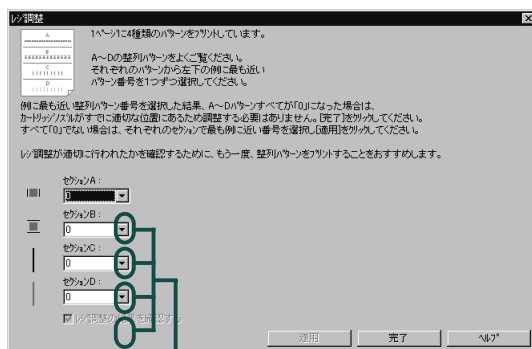 レジ調整
A
B
C
D
1ページに4種類のパターンをプリントしています。
A～Dの整列パターンをよくご覧ください。
それぞれのパターンから左下の例に最も近い
パターン番号を1つずつ選択してください。
例に最も近い整列パターン番号を選択した結果、A～Dパターンすべてが「0」になった場合は、
カートリッジノズルがすでに適切な位置にあるため調整する必要はありません。[完了]をクリックしてください。
すべて「0」でない場合は、それぞれのセクションで最も例に近い番号を選択し[適用]をクリックしてください。
レジ調整が適切に行われたかを確認するために、もう一度、整列パターンをプリントすることをおすすめします。
セクションA：
0
セクションB：
0
セクションC：
0
セクションD：
0
レジ調整の結果を確認する
適用
完了
ヘルプ